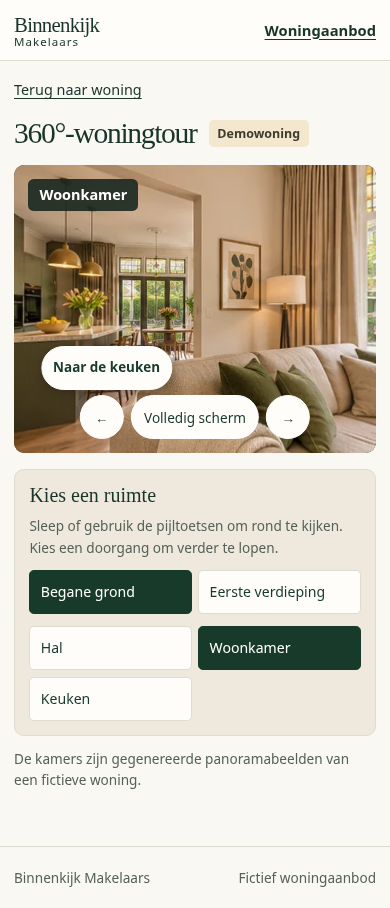 Binnenkijk
Makelaars
Woningaanbod
Terug naar woning
360°-woningtour
Demowoning
Woonkamer
Naar de keuken
←
Volledig scherm
→
Kies een ruimte
Sleep of gebruik de pijltoetsen om rond te kijken.
Kies een doorgang om verder te lopen.
Begane grond
Eerste verdieping
Hal
Woonkamer
Keuken
De kamers zijn gegenereerde panoramabeelden van
een fictieve woning.
Binnenkijk Makelaars
Fictief woningaanbod